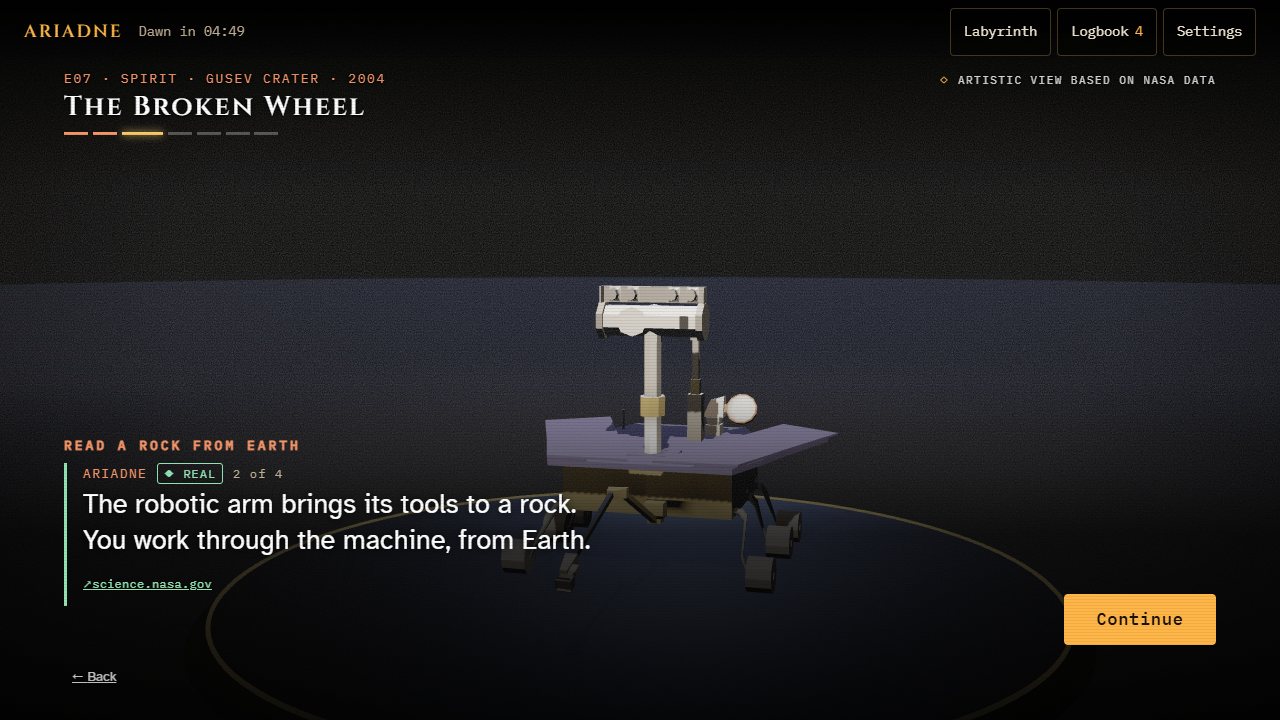 ARIADNE Dawn in 04:49 Labyrinth Logbook 4 Settings
E07 · SPIRIT · GUSEV CRATER · 2004
◇ ARTISTIC VIEW BASED ON NASA DATA
The Broken Wheel
READ A ROCK FROM EARTH
ARIADNE ◆ REAL 2 of 4
The robotic arm brings its tools to a rock.
You work through the machine, from Earth.
↗science.nasa.gov
Continue
← Back